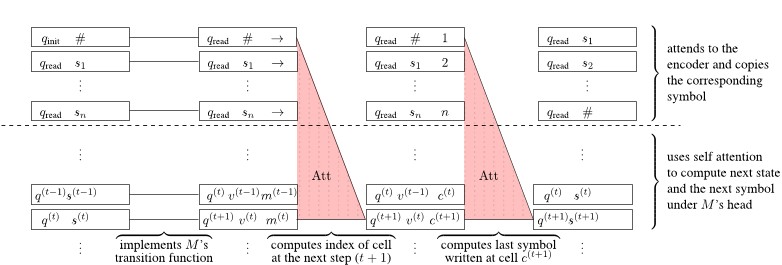 q_init # q_read # → q_read # 1 q_read s_1
q_read s_1 q_read s_1 → q_read s_1 2 q_read s_2
⋮ ⋮ ⋮ ⋮
q_read s_n q_read s_n → q_read s_n n q_read #
attends to the
encoder and copies
the corresponding
symbol
⋮ ⋮ ⋮ ⋮
Att Att
q^(t−1) s^(t−1) q^(t) v^(t−1) m^(t−1) q^(t) v^(t−1) c^(t) q^(t) s^(t)
q^(t) s^(t) q^(t+1) v^(t) m^(t) q^(t+1) v^(t) c^(t+1) q^(t+1) s^(t+1)
uses self attention
to compute next state
and the next symbol
under M's head
⋮ ⋮ ⋮ ⋮
implements M's
transition function
computes index of cell
at the next step (t + 1)
computes last symbol
written at cell c^(t+1)